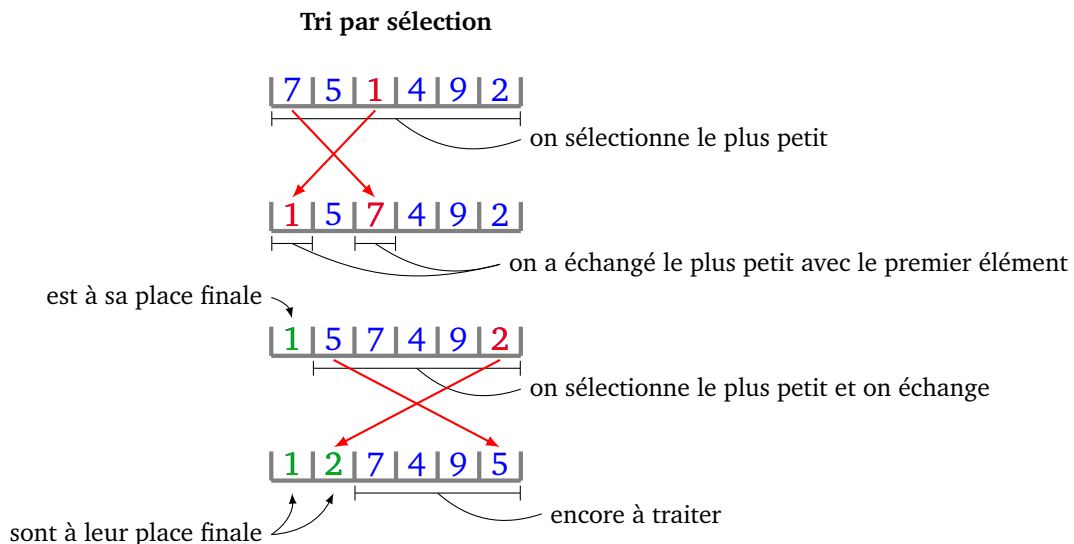 Tri par sélection
7 5 1 4 9 2
on sélectionne le plus petit
1 5 7 4 9 2
on a échangé le plus petit avec le premier élément
est à sa place finale
1 5 7 4 9 2
on sélectionne le plus petit et on échange
1 2 7 4 9 5
encore à traiter
sont à leur place finale